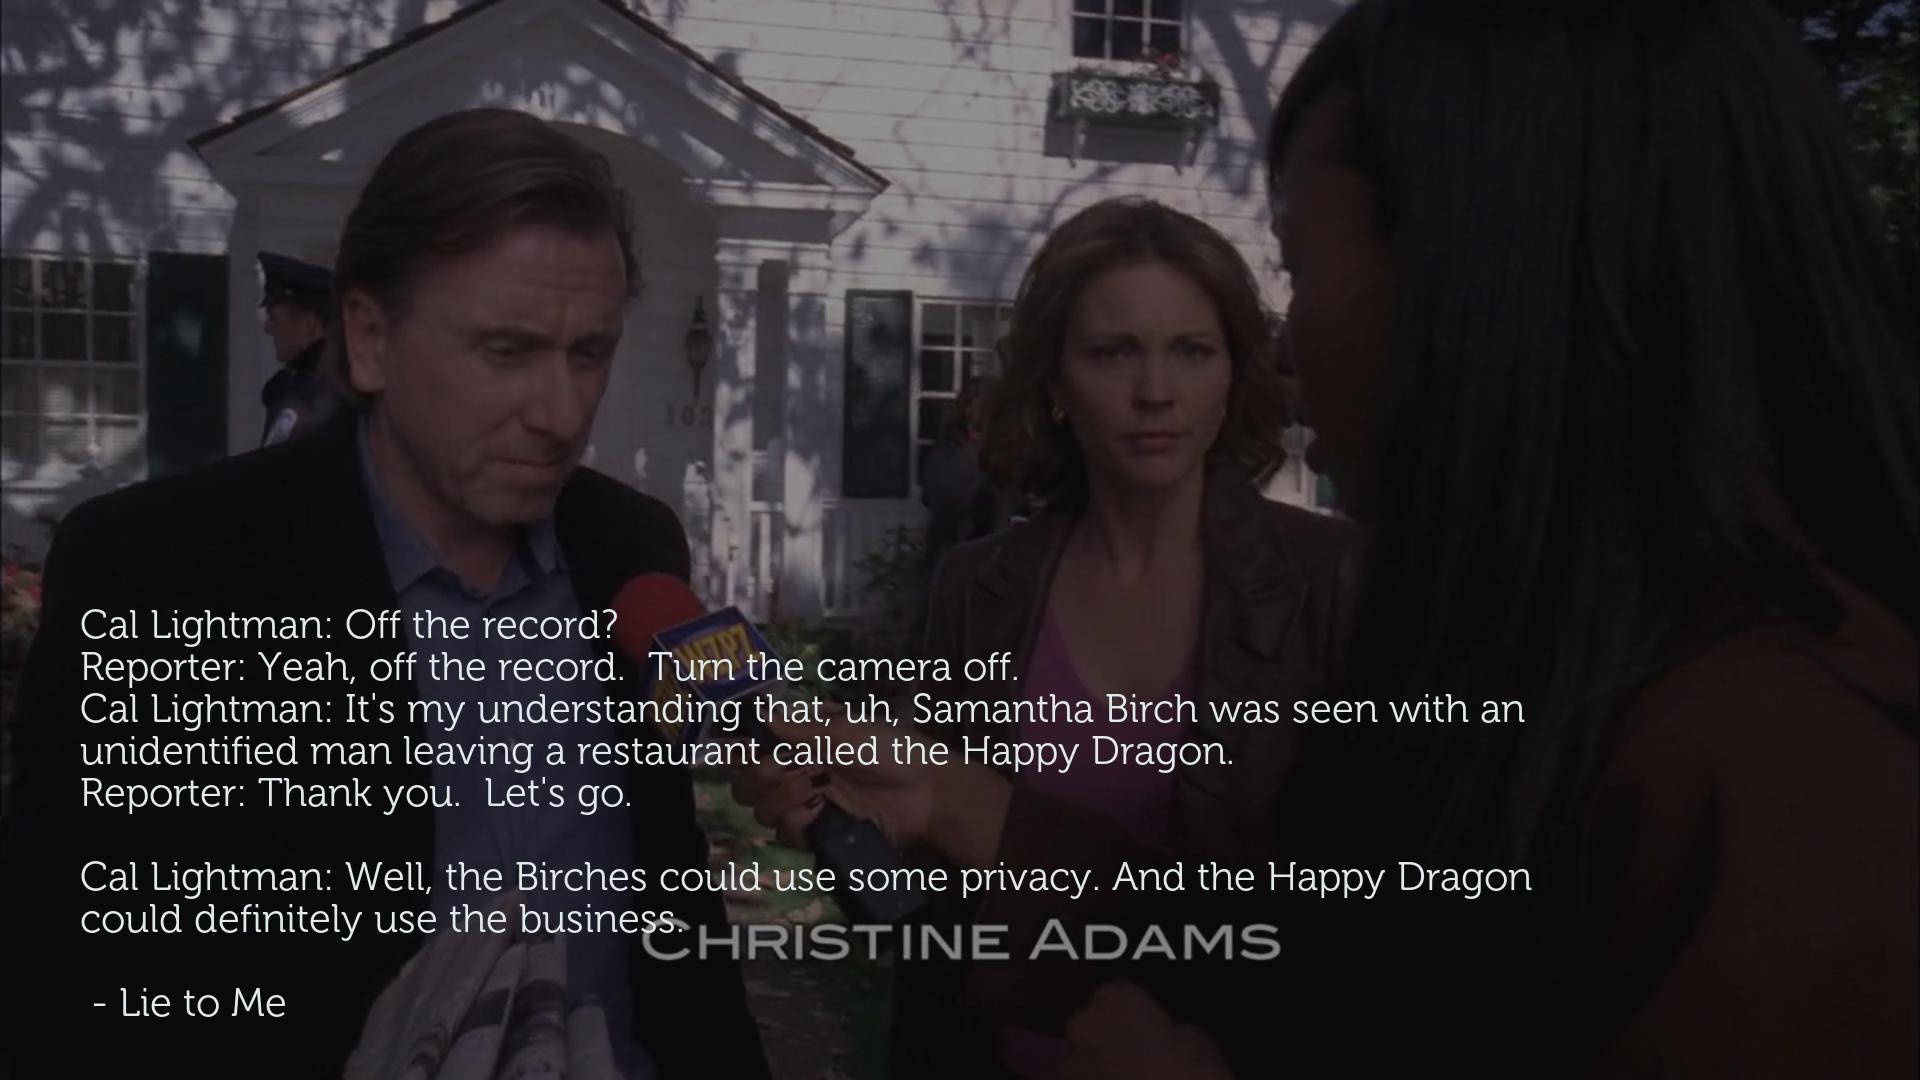 102
Cal Lightman: Off the record?
Reporter: Yeah, off the record.  Turn the camera off.
Cal Lightman: It's my understanding that, uh, Samantha Birch was seen with an
unidentified man leaving a restaurant called the Happy Dragon.
Reporter: Thank you.  Let's go.
Cal Lightman: Well, the Birches could use some privacy. And the Happy Dragon
could definitely use the business.
CHRISTINE ADAMS
- Lie to Me